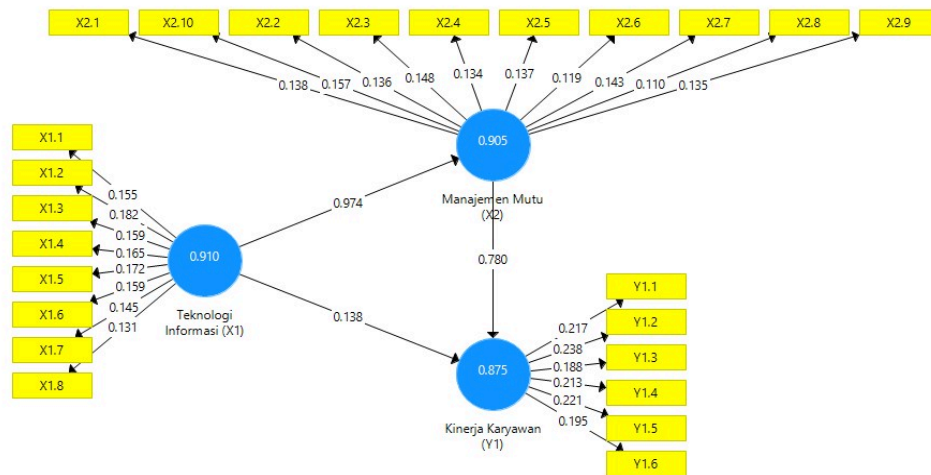 X2.1 X2.10 X2.2 X2.3 X2.4 X2.5 X2.6 X2.7 X2.8 X2.9
0.138 0.157 0.136 0.148 0.134 0.137 0.119 0.143 0.110 0.135
0.905
Manajemen Mutu
(X2)
X1.1
X1.2
X1.3
X1.4
X1.5
X1.6
X1.7
X1.8
0.155
0.182
0.159
0.165
0.172
0.159
0.145
0.131
0.910
Teknologi
Informasi (X1)
0.974
0.780
0.138
0.875
Kinerja Karyawan
(Y1)
0.217
0.238
0.188
0.213
0.221
0.195
Y1.1
Y1.2
Y1.3
Y1.4
Y1.5
Y1.6